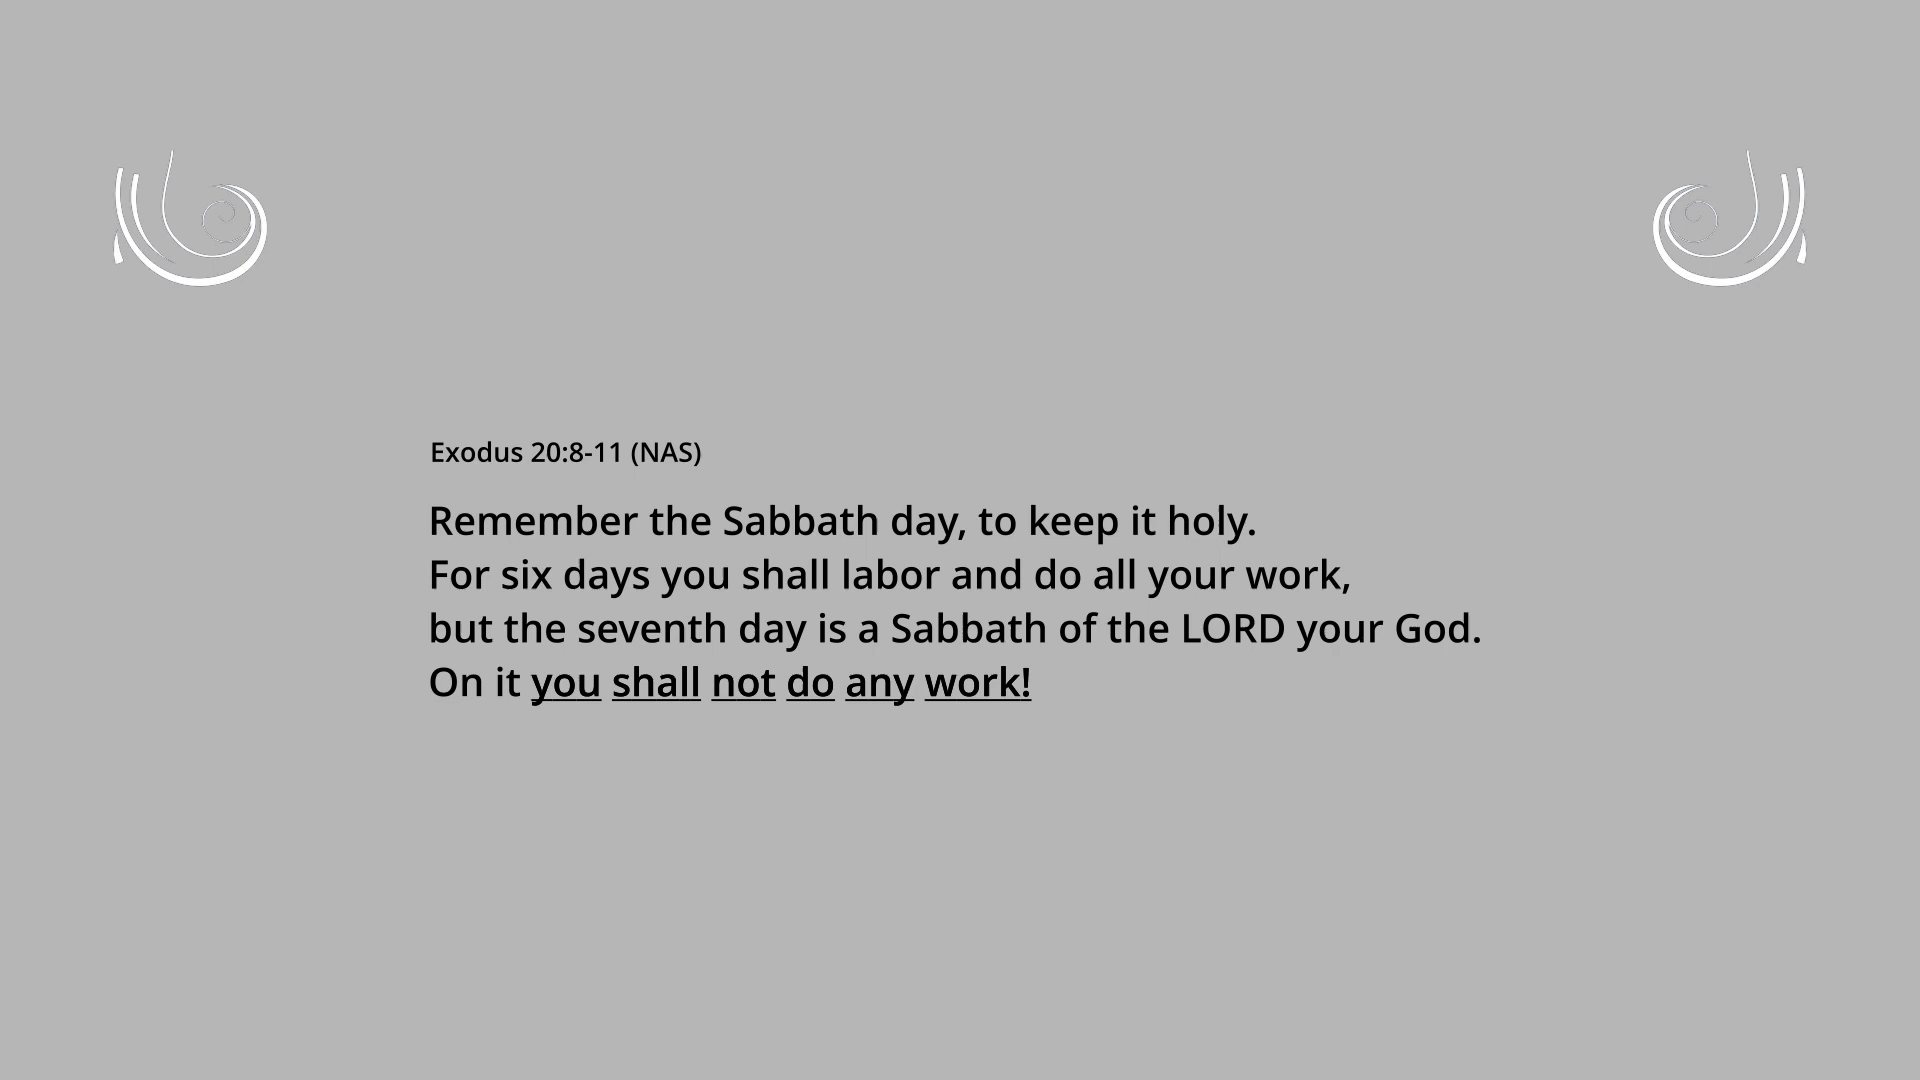 Exodus 20:8-11 (NAS)
Remember the Sabbath day, to keep it holy.
For six days you shall labor and do all your work,
but the seventh day is a Sabbath of the LORD your God.
On it you shall not do any work!